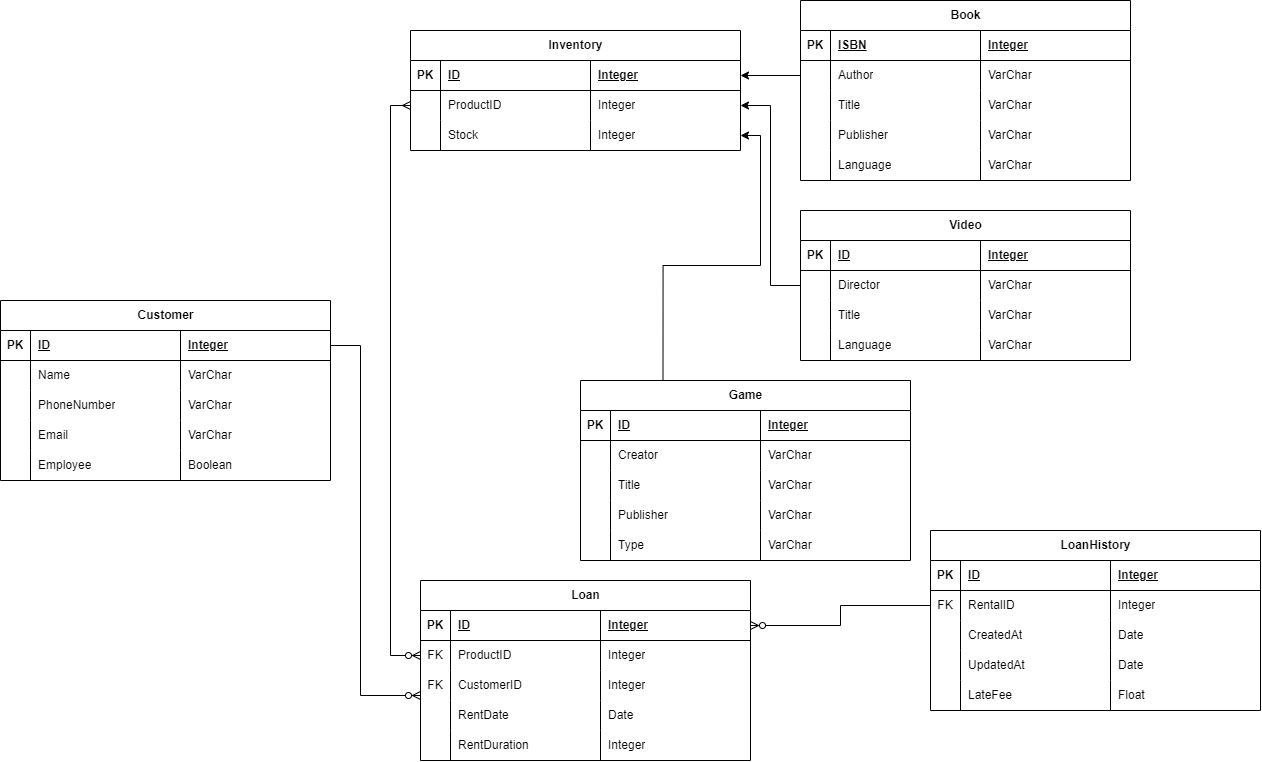 Book
PK ISBN Integer
Author VarChar
Title VarChar
Publisher VarChar
Language VarChar
Inventory
PK ID Integer
ProductID Integer
Stock Integer
Video
PK ID Integer
Director VarChar
Title VarChar
Language VarChar
Customer
PK ID Integer
Name VarChar
PhoneNumber VarChar
Email VarChar
Employee Boolean
Game
PK ID Integer
Creator VarChar
Title VarChar
Publisher VarChar
Type VarChar
LoanHistory
PK ID Integer
FK RentalID Integer
CreatedAt Date
UpdatedAt Date
LateFee Float
Loan
PK ID Integer
FK ProductID Integer
FK CustomerID Integer
RentDate Date
RentDuration Integer